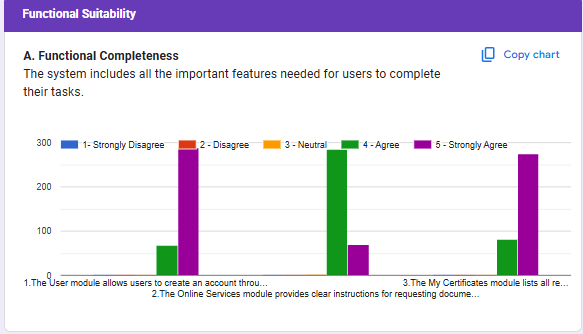 Functional Suitability
A. Functional Completeness
Copy chart
The system includes all the important features needed for users to complete
their tasks.
300
1- Strongly Disagree
2 - Disagree
3 - Neutral
4 - Agree
5 - Strongly Agree
200
100
0
1.The User module allows users to create an account throu…
3.The My Certificates module lists all re…
2.The Online Services module provides clear instructions for requesting docume…